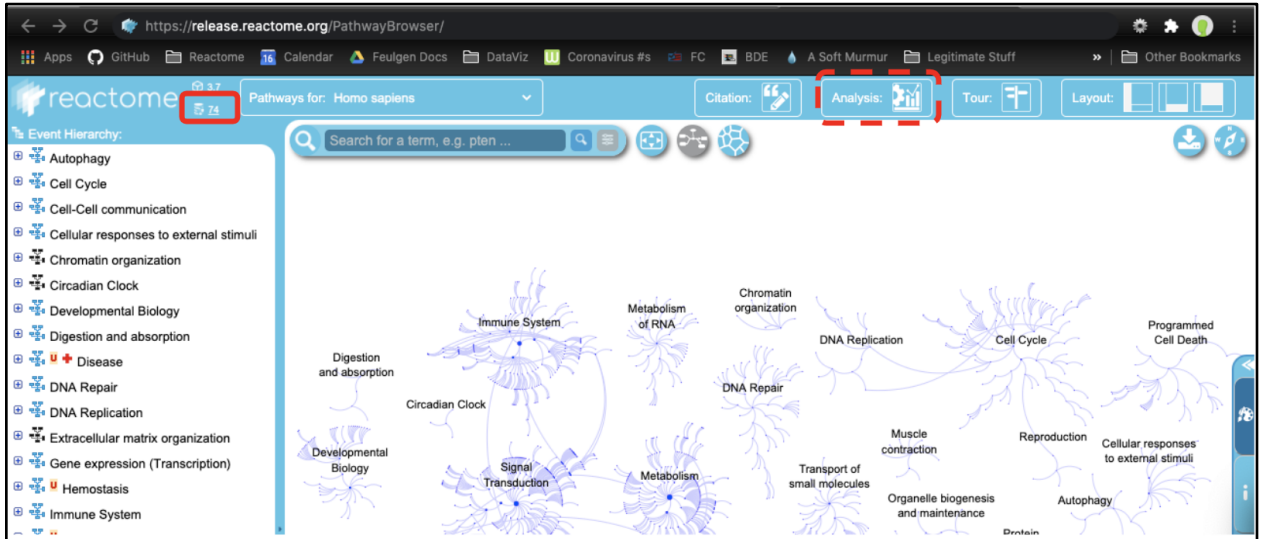 https://release.reactome.org/PathwayBrowser/
Apps GitHub Reactome 16 Calendar Feulgen Docs DataViz Coronavirus #s FC BDE A Soft Murmur Legitimate Stuff » Other Bookmarks
reactome 3.7 74 Pathways for: Homo sapiens Citation: Analysis: Tour: Layout:
Event Hierarchy:
Search for a term, e.g. pten ...
Autophagy
Cell Cycle
Cell-Cell communication
Cellular responses to external stimuli
Chromatin organization
Circadian Clock
Developmental Biology
Digestion and absorption
U Disease
DNA Repair
DNA Replication
Extracellular matrix organization
Gene expression (Transcription)
U Hemostasis
Immune System
Chromatin
organization
Metabolism
of RNA
Immune System
DNA Replication
Cell Cycle
Programmed
Cell Death
Digestion
and absorption
DNA Repair
Circadian Clock
Muscle
contraction
Reproduction
Cellular responses
to external stimuli
Developmental
Biology
Signal
Transduction
Metabolism
Transport of
small molecules
Organelle biogenesis
and maintenance
Autophagy
Protein